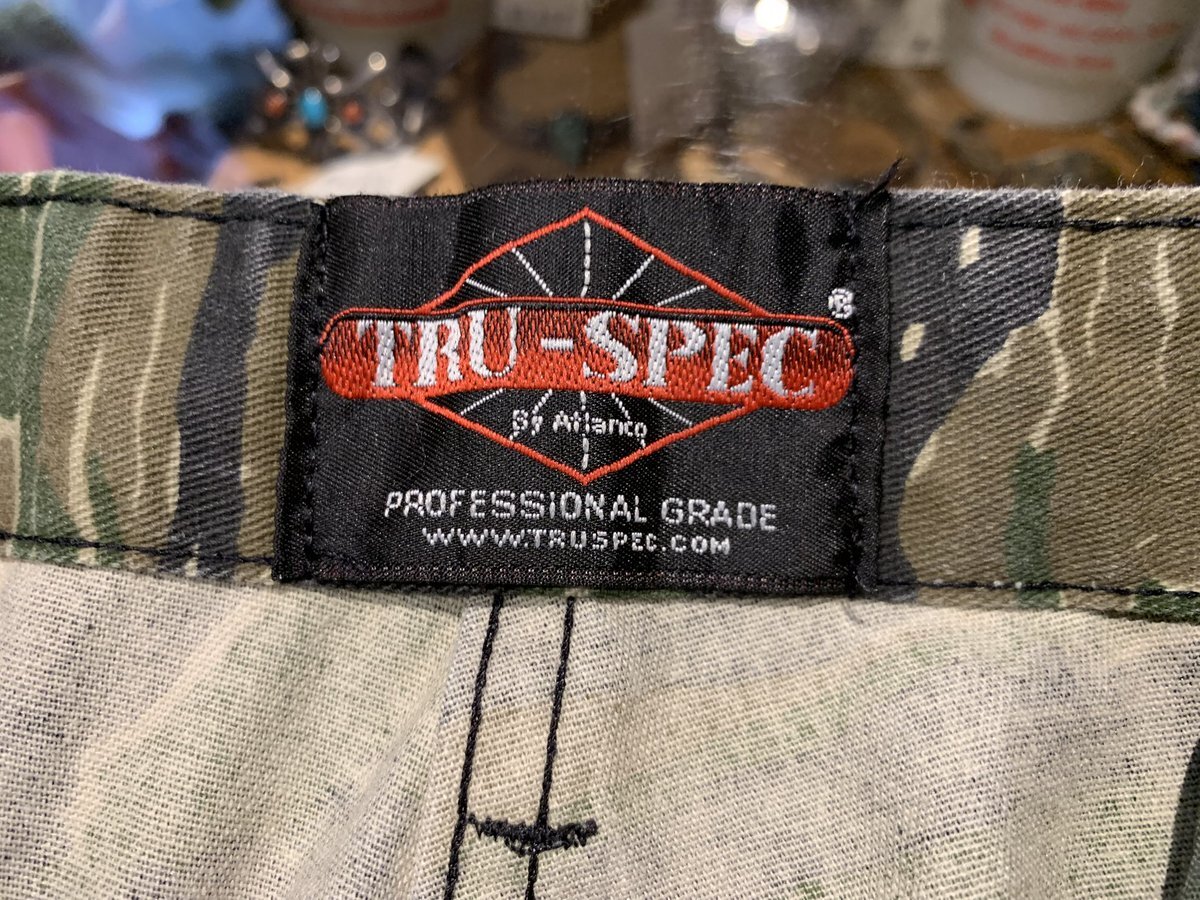 TRU-SPEC®
By Atlanco
PROFESSIONAL GRADE
WWW.TRUSPEC.COM